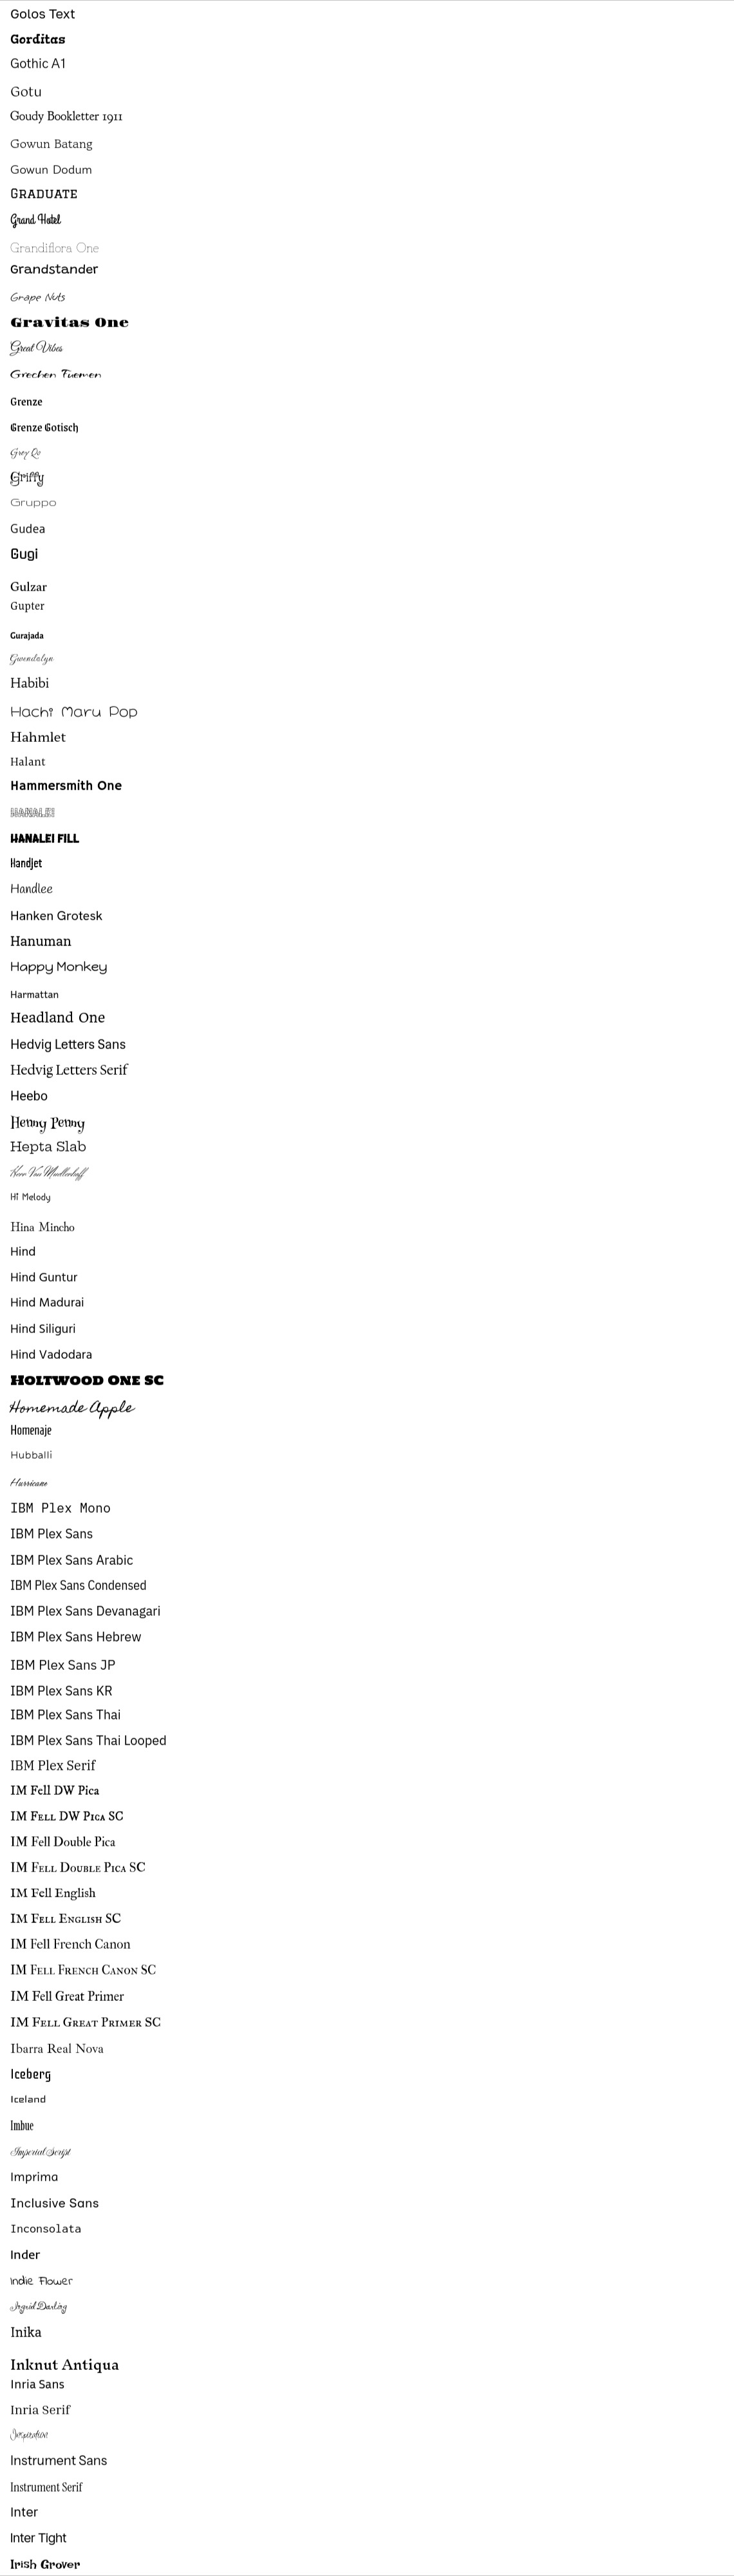 Golos Text
Gorditas
Gothic A1
Gotu
Goudy Bookletter 1911
Gowun Batang
Gowun Dodum
GRADUATE
Grand Hotel
Grandiflora One
Grandstander
Grape Nuts
Gravitas One
Great Vibes
Grechen Fuemen
Grenze
Grenze Gotisch
Grey Qo
Griffy
Gruppo
Gudea
Gugi
Gulzar
Gupter
Gurajada
Gwendolyn
Habibi
Hachi Maru Pop
Hahmlet
Halant
Hammersmith One
HANALEI
HANALEI FILL
Handjet
Handlee
Hanken Grotesk
Hanuman
Happy Monkey
Harmattan
Headland One
Hedvig Letters Sans
Hedvig Letters Serif
Heebo
Henny Penny
Hepta Slab
Herr Von Muellerhoff
Hi Melody
Hina Mincho
Hind
Hind Guntur
Hind Madurai
Hind Siliguri
Hind Vadodara
HOLTWOOD ONE SC
Homemade Apple
Homenaje
Hubballi
Hurricane
IBM Plex Mono
IBM Plex Sans
IBM Plex Sans Arabic
IBM Plex Sans Condensed
IBM Plex Sans Devanagari
IBM Plex Sans Hebrew
IBM Plex Sans JP
IBM Plex Sans KR
IBM Plex Sans Thai
IBM Plex Sans Thai Looped
IBM Plex Serif
IM Fell DW Pica
IM FELL DW PICA SC
IM Fell Double Pica
IM FELL DOUBLE PICA SC
IM Fell English
IM FELL ENGLISH SC
IM Fell French Canon
IM FELL FRENCH CANON SC
IM Fell Great Primer
IM FELL GREAT PRIMER SC
Ibarra Real Nova
Iceberg
Iceland
Imbue
Imperial Script
Imprima
Inclusive Sans
Inconsolata
Inder
Indie Flower
Ingrid Darling
Inika
Inknut Antiqua
Inria Sans
Inria Serif
Inspiration
Instrument Sans
Instrument Serif
Inter
Inter Tight
Irish Grover